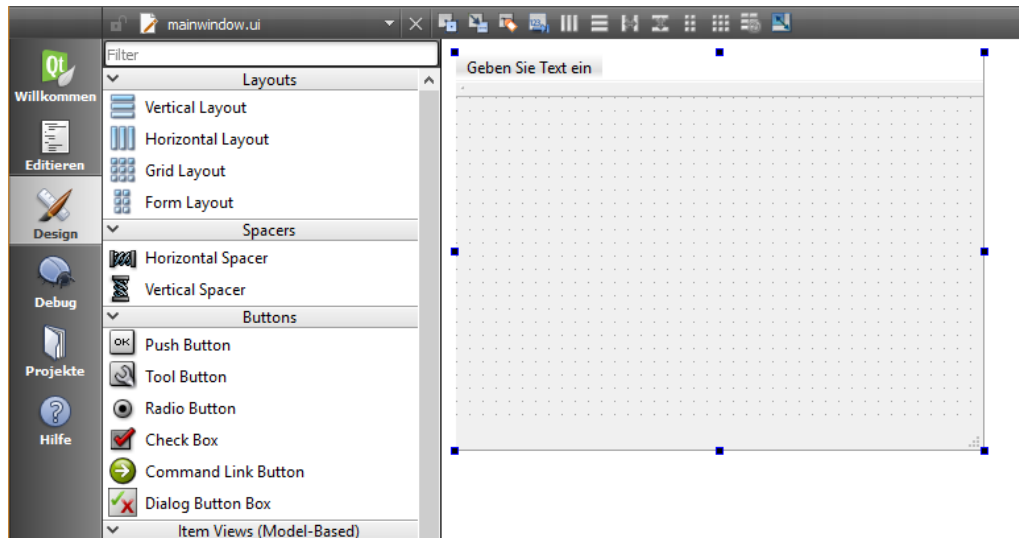 mainwindow.ui
Qt
Willkommen
Editieren
Design
Debug
Projekte
?
Hilfe
Filter
Layouts
Vertical Layout
Horizontal Layout
Grid Layout
Form Layout
Spacers
Horizontal Spacer
Vertical Spacer
Buttons
OK
Push Button
Tool Button
Radio Button
Check Box
Command Link Button
Dialog Button Box
Item Views (Model-Based)
Geben Sie Text ein